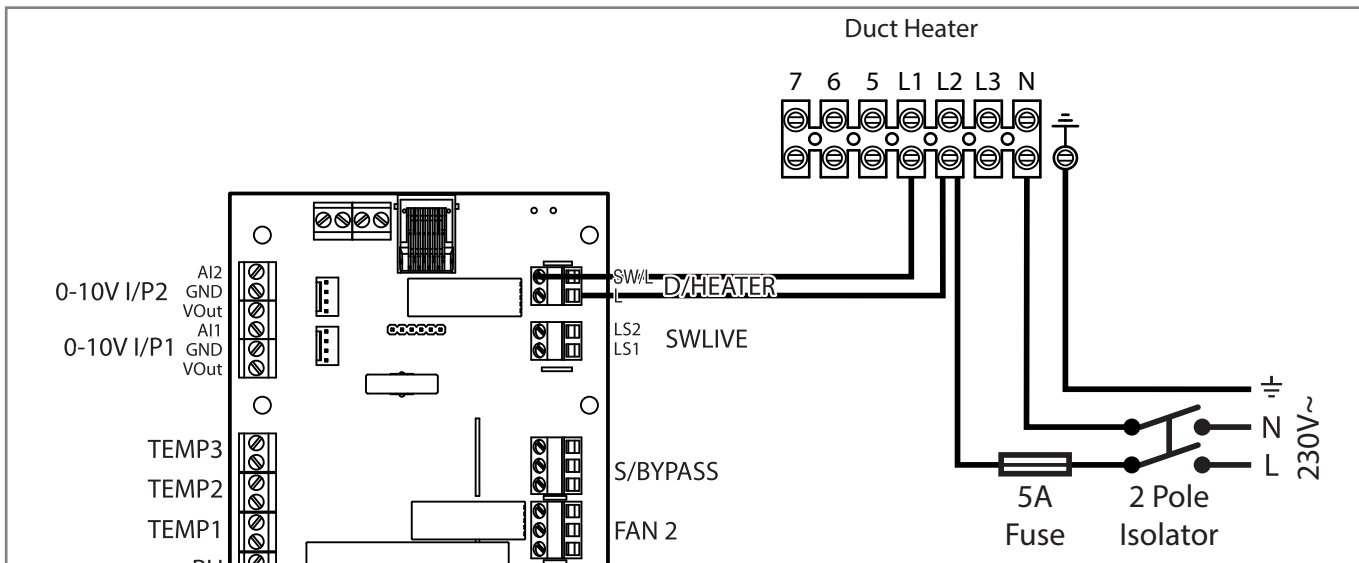 Duct Heater
7 6 5 L1 L2 L3 N
0-10V I/P2
AI2
GND
VOut
0-10V I/P1
AI1
GND
VOut
SW/L
L
D/HEATER
LS2
LS1
SWLIVE
TEMP3
TEMP2
TEMP1
S/BYPASS
FAN 2
N
L
230V~
5A
Fuse
2 Pole
Isolator